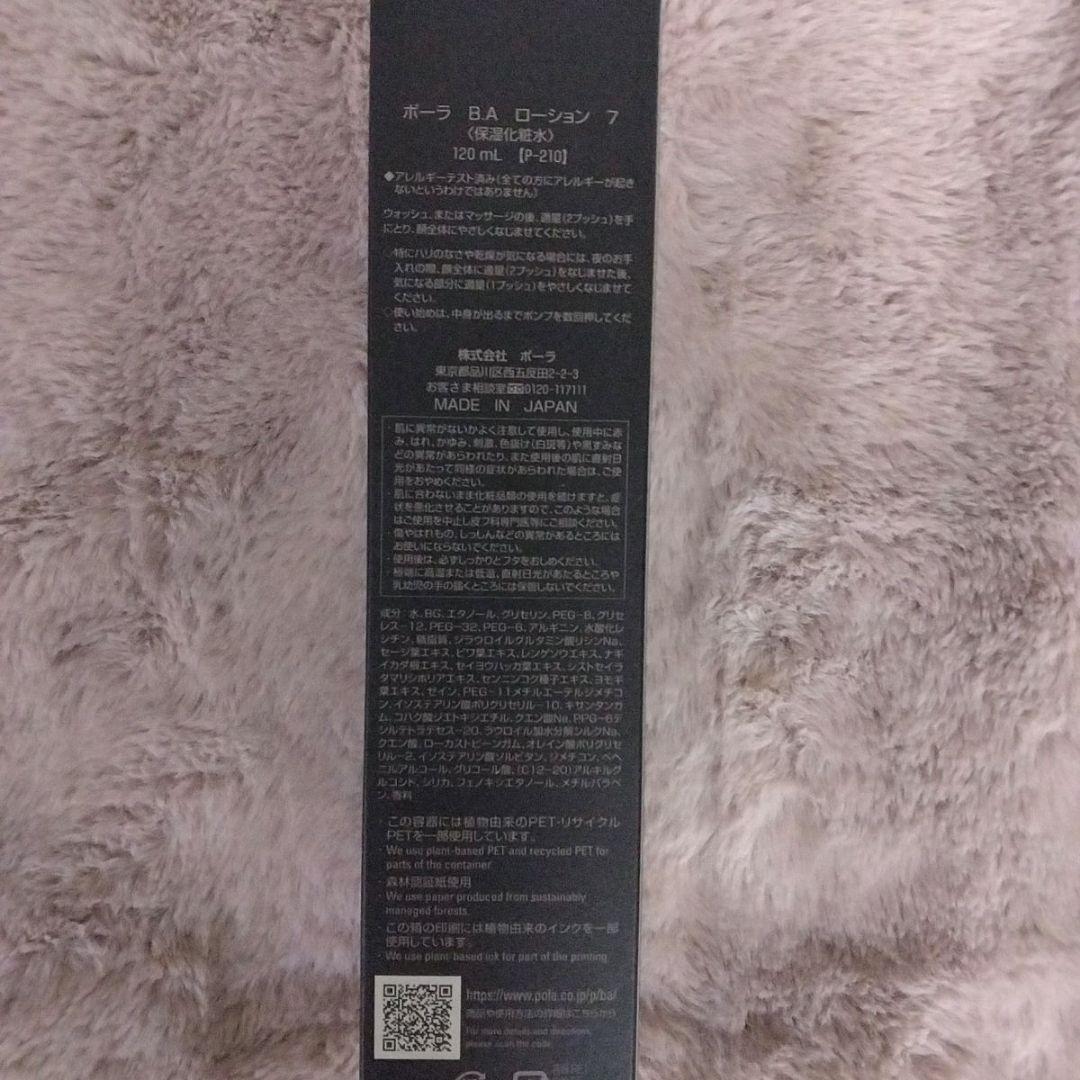 ポーラ B.A ローション 7
〈保湿化粧水〉
120 mL 【P-210】
◆アレルギーテスト済み(全ての方にアレルギーが起き
ないというわけではありません)
ウォッシュ、またはマッサージの後、適量(2プッシュ)を手
にとり、顔全体にやさしくなじませてください。
◇特にハリのなさや乾燥が気になる場合には、夜のお手
入れの際、顔全体に適量(2プッシュ)をなじませた後、
気になる部分に適量(1プッシュ)をやさしくなじませて
ください。
◇使い始めは、中身が出るまでポンプを数回押してくだ
さい。
株式会社 ポーラ
東京都品川区西五反田2-2-3
お客さま相談室0120-117111
MADE IN JAPAN
・肌に異常がないかよく注意して使用し、使用中に赤
み、はれ、かゆみ、刺激、色抜け(白斑等)や黒ずみな
どの異常があらわれたり、また使用後の肌に直射日
光があたって同様の症状があらわれた場合は、ご使
用をおやめください。
・肌に合わないまま化粧品類の使用を続けますと、症
状を悪化させることがありますので、このような場合
はご使用を中止し皮フ科専門医等にご相談ください。
・傷やはれもの、しっしんなどの異常があるところには
お使いにならないでください。
・使用後は、必ずしっかりとフタをおしめください。
・極端に高温または低温、直射日光があたるところや
乳幼児の手の届くところには保管しないでください。
成分:水、BG、エタノール、グリセリン、PEG-8、グリセ
レス-12、PEG-32、PEG-6、アルギニン、水酸化レ
シチン、糖脂質、ジラウロイルグルタミン酸リシンNa、
セージ葉エキス、ビワ葉エキス、レンゲソウエキス、ナギ
イカダ根エキス、セイヨウハッカ葉エキス、シストセイラ
タマリシホリアエキス、センニンコク種子エキス、ヨモギ
葉エキス、ゼイン、PEG-11メチルエーテルジメチコ
ン、イソステアリン酸ポリグリセリル-10、キサンタンガ
ム、コハク酸ジエトキシエチル、クエン酸Na、PPG-6デ
シルテトラデセス-20、ラウロイル加水分解シルクNa、
クエン酸、ローカストビーンガム、オレイン酸ポリグリセ
リル-2、イソステアリン酸ソルビタン、ジメチコン、ベヘ
ニルアルコール、グリコール酸、(C12-20)アルキルグ
ルコシド、シリカ、フェノキシエタノール、メチルパラベ
ン、香料
・この容器には植物由来のPET・リサイクル
PETを一部使用しています。
・We use plant-based PET and recycled PET for
parts of the container.
・森林認証紙使用
・We use paper produced from sustainably
managed forests.
・この箱の印刷には植物由来のインクを一部
使用しています。
・We use plant-based ink for part of the printing.
https://www.pola.co.jp/p/ba/
商品や使用方法の詳細はこちらから
For more details and directions,
please scan the code.